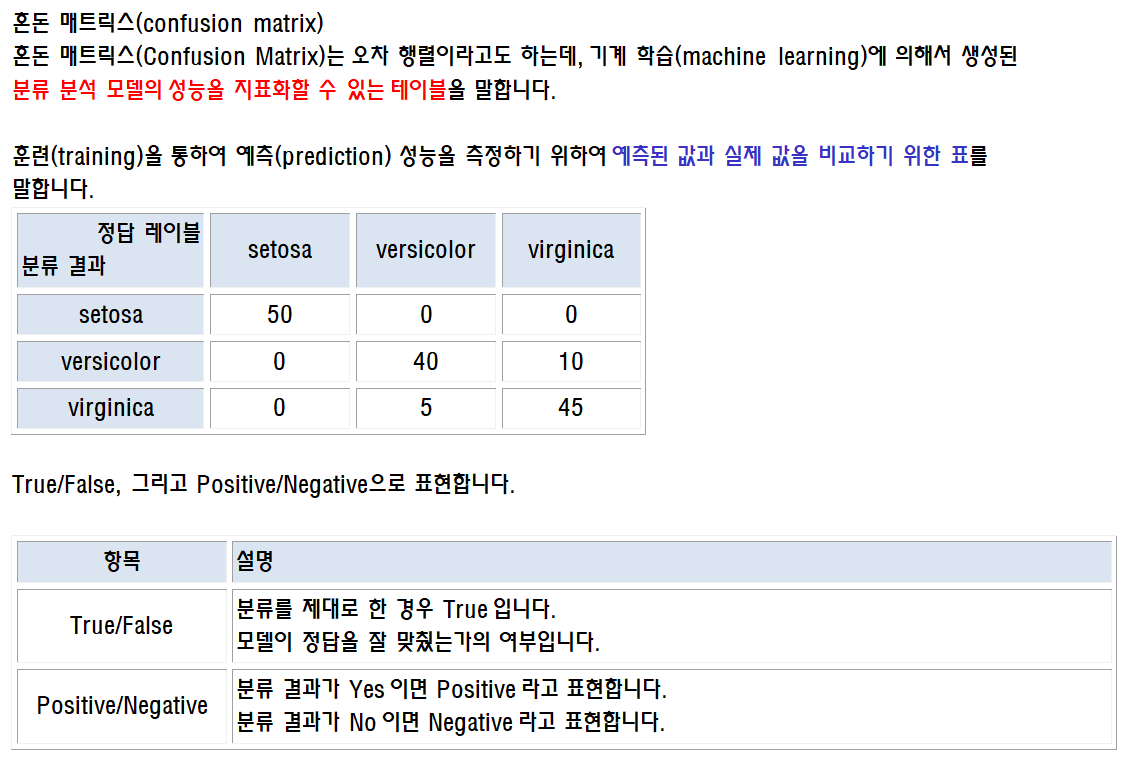 혼돈 매트릭스(confusion matrix)
혼돈 매트릭스(Confusion Matrix)는 오차 행렬이라고도 하는데, 기계 학습(machine learning)에 의해서 생성된
분류 분석 모델의 성능을 지표화할 수 있는 테이블을 말합니다.
훈련(training)을 통하여 예측(prediction) 성능을 측정하기 위하여 예측된 값과 실제 값을 비교하기 위한 표를
말합니다.
정답 레이블
분류 결과
setosa versicolor virginica
setosa 50 0 0
versicolor 0 40 10
virginica 0 5 45
True/False, 그리고 Positive/Negative으로 표현합니다.
항목 설명
True/False
분류를 제대로 한 경우 True 입니다.
모델이 정답을 잘 맞췄는가의 여부입니다.
Positive/Negative
분류 결과가 Yes 이면 Positive 라고 표현합니다.
분류 결과가 No 이면 Negative 라고 표현합니다.